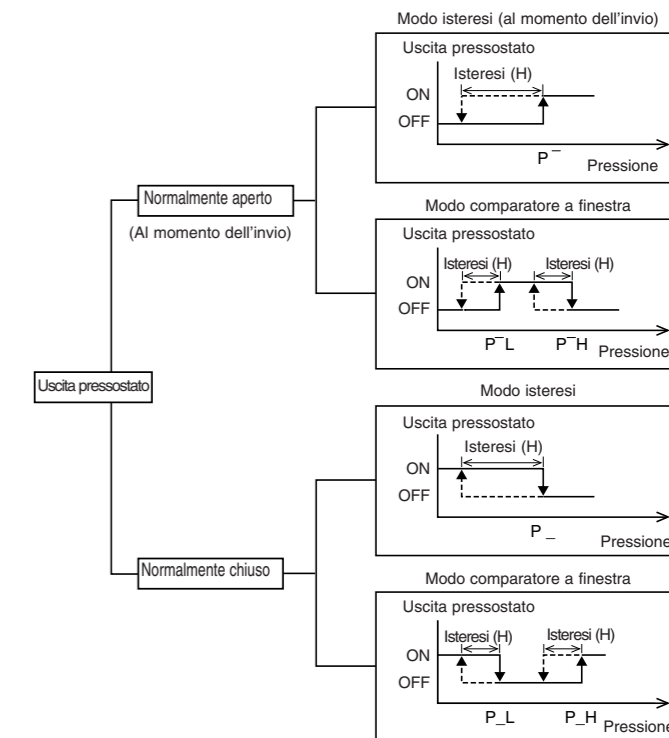 Modo isteresi (al momento dell'invio)
Uscita pressostato
Isteresi (H)
ON
OFF
P¯
Pressione
Normalmente aperto
(Al momento dell'invio)
Modo comparatore a finestra
Uscita pressostato
Isteresi (H) Isteresi (H)
ON
OFF
P¯L P¯H Pressione
Uscita pressostato
Modo isteresi
Uscita pressostato
Isteresi (H)
ON
OFF
P_
Pressione
Normalmente chiuso
Modo comparatore a finestra
Uscita pressostato
Isteresi (H) Isteresi (H)
ON
OFF
P_L P_H Pressione